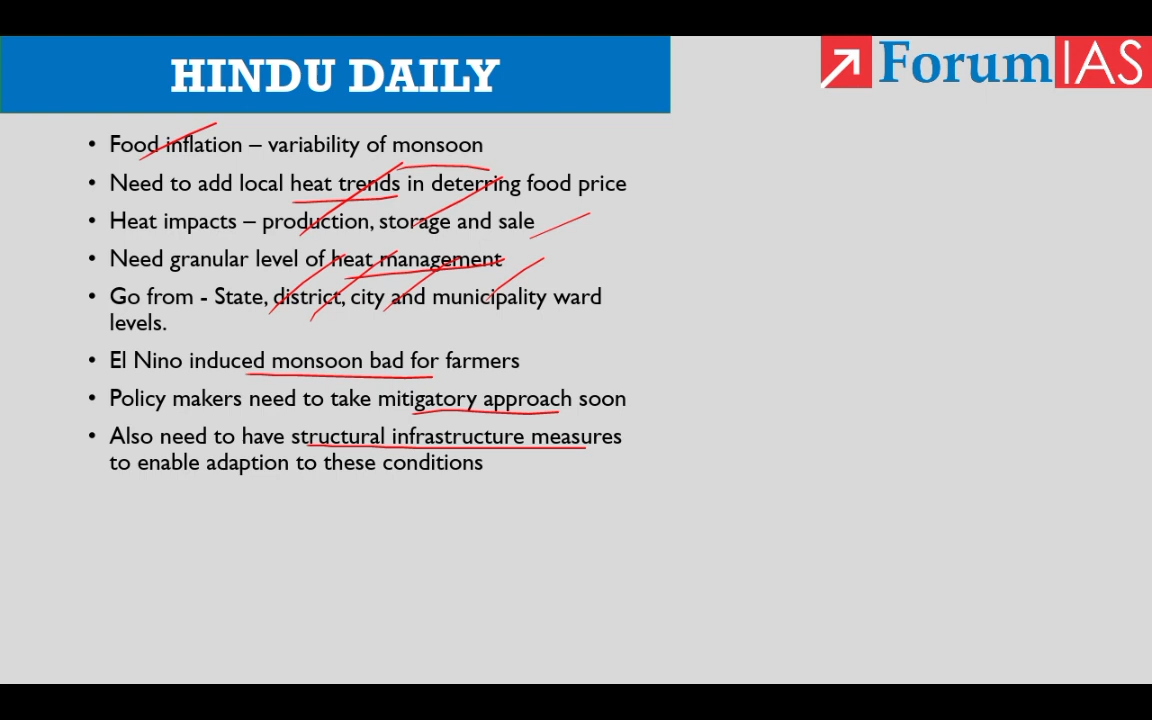 HINDU DAILY
ForumIAS
• Food inflation – variability of monsoon
• Need to add local heat trends in deterring food price
• Heat impacts – production, storage and sale
• Need granular level of heat management
• Go from - State, district, city and municipality ward
levels.
• El Nino induced monsoon bad for farmers
• Policy makers need to take mitigatory approach soon
• Also need to have structural infrastructure measures
to enable adaption to these conditions